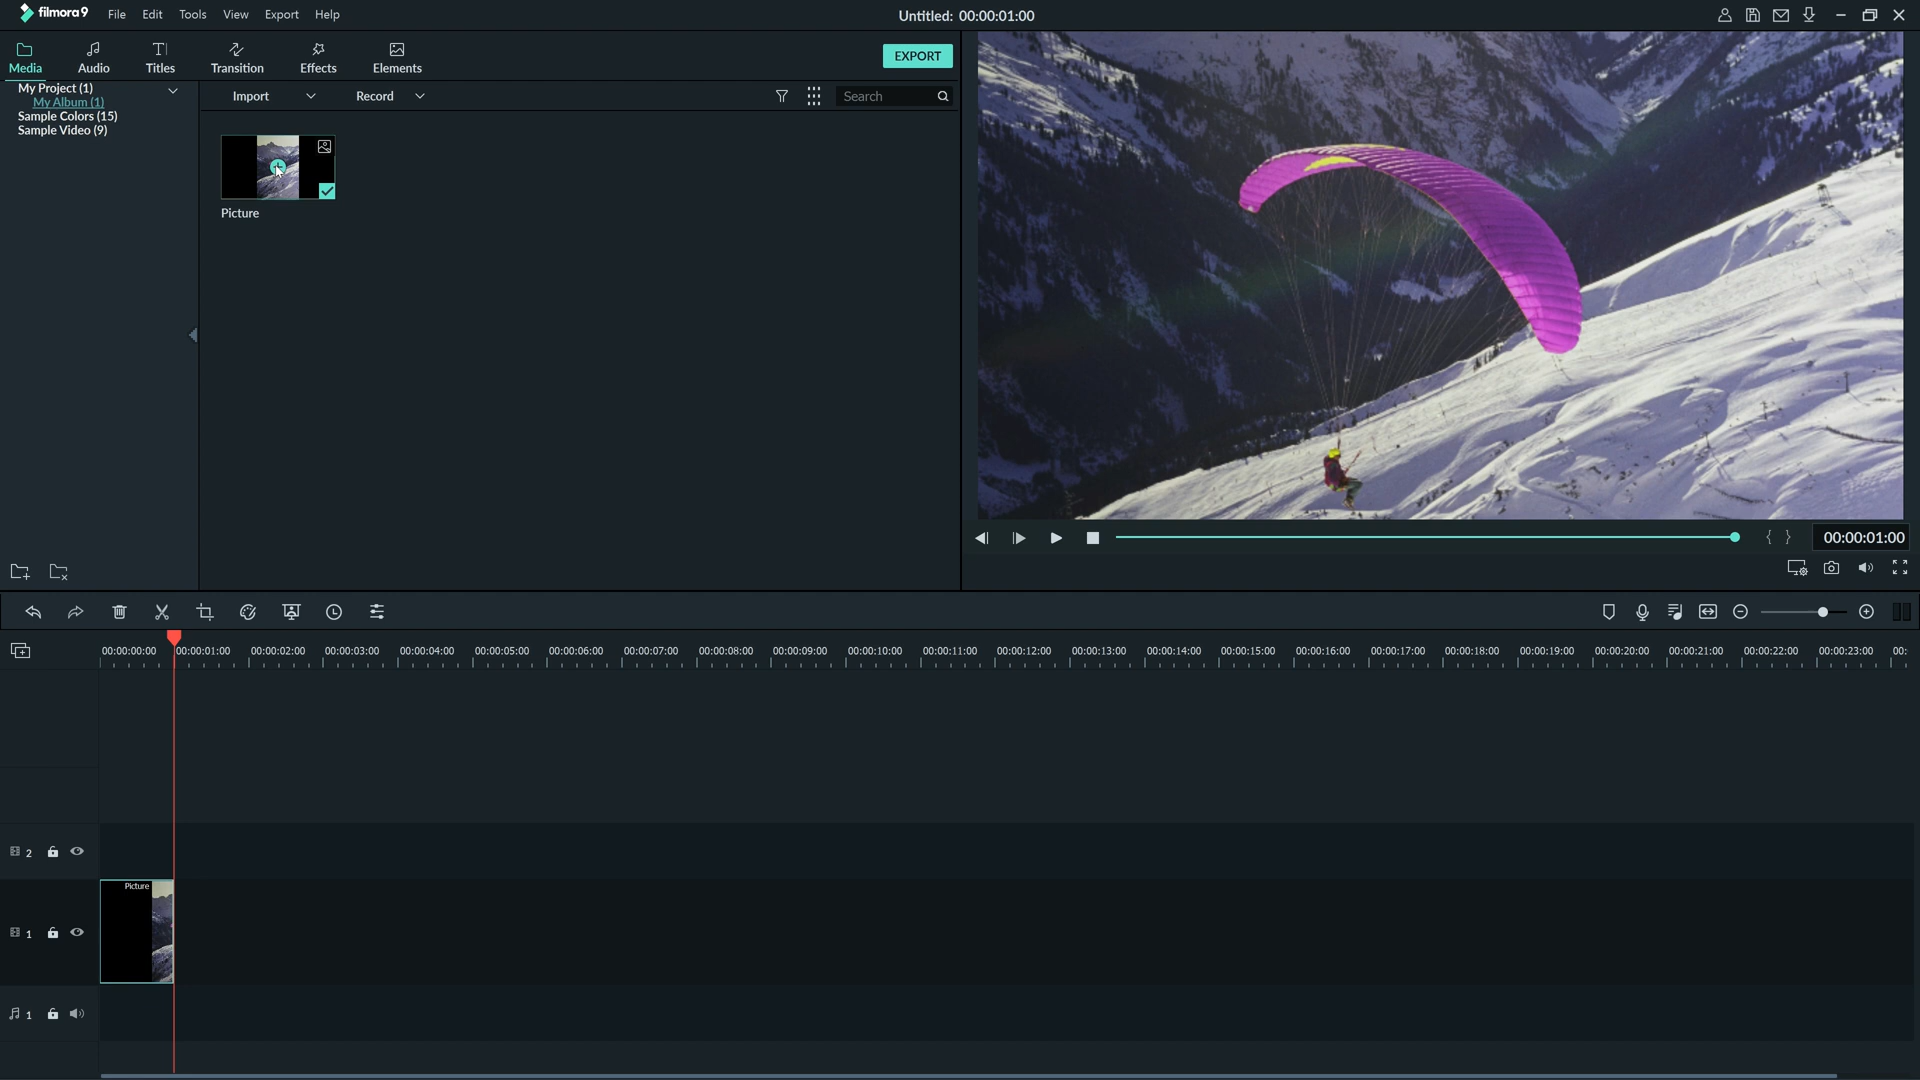 filmora9 File Edit Tools View Export Help Untitled: 00:00:01:00
Media Audio Titles Transition Effects Elements EXPORT
My Project (1)
My Album (1)
Sample Colors (15)
Sample Video (9)
Import Record Search
Picture
00:00:01:00
00:00:00:00 00:00:01:00 00:00:02:00 00:00:03:00 00:00:04:00 00:00:05:00 00:00:06:00 00:00:07:00 00:00:08:00 00:00:09:00 00:00:10:00 00:00:11:00 00:00:12:00 00:00:13:00 00:00:14:00 00:00:15:00 00:00:16:00 00:00:17:00 00:00:18:00 00:00:19:00 00:00:20:00 00:00:21:00 00:00:22:00 00:00:23:00 00:
2
Picture
1
1